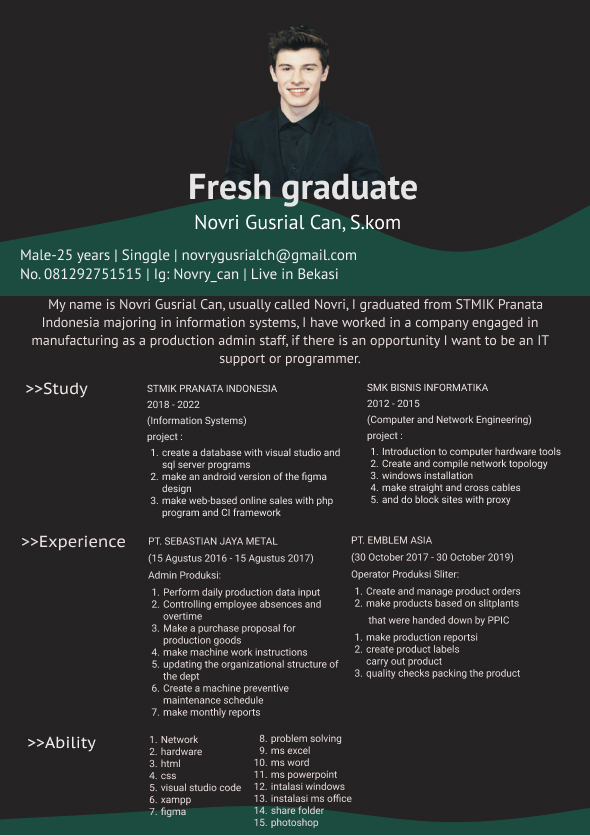 Fresh graduate
Novri Gusrial Can, S.kom
Male-25 years | Singgle | novrygusrialch@gmail.com
No. 081292751515 | Ig: Novry_can | Live in Bekasi
My name is Novri Gusrial Can, usually called Novri, I graduated from STMIK Pranata
Indonesia majoring in information systems, I have worked in a company engaged in
manufacturing as a production admin staff, if there is an opportunity I want to be an IT
support or programmer.
>>Study
STMIK PRANATA INDONESIA
2018 - 2022
(Information Systems)
project :
1. create a database with visual studio and
sql server programs
2. make an android version of the figma
design
3. make web-based online sales with php
program and CI framework
SMK BISNIS INFORMATIKA
2012 - 2015
(Computer and Network Engineering)
project :
1. Introduction to computer hardware tools
2. Create and compile network topology
3. windows installation
4. make straight and cross cables
5. and do block sites with proxy
>>Experience
PT. SEBASTIAN JAYA METAL
(15 Agustus 2016 - 15 Agustus 2017)
Admin Produksi:
1. Perform daily production data input
2. Controlling employee absences and
overtime
3. Make a purchase proposal for
production goods
4. make machine work instructions
5. updating the organizational structure of
the dept
6. Create a machine preventive
maintenance schedule
7. make monthly reports
PT. EMBLEM ASIA
(30 October 2017 - 30 October 2019)
Operator Produksi Sliter:
1. Create and manage product orders
2. make products based on slitplants
that were handed down by PPIC
1. make production reportsi
2. create product labels
carry out product
3. quality checks packing the product
>>Ability
1. Network
2. hardware
3. html
4. css
5. visual studio code
6. xampp
7. figma
8. problem solving
9. ms excel
10. ms word
11. ms powerpoint
12. intalasi windows
13. instalasi ms office
14. share folder
15. photoshop